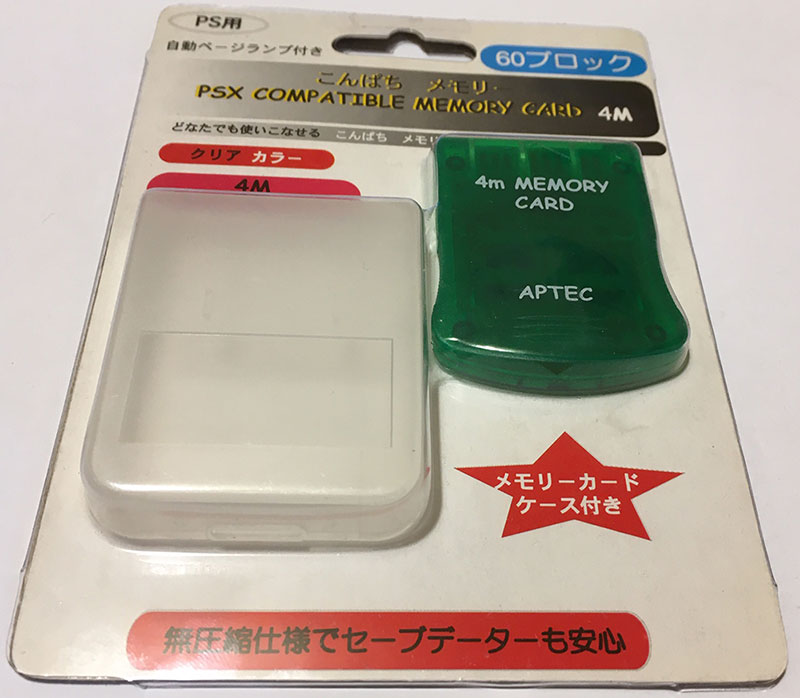 PS用
自動ページランプ付き
60ブロック
こんぱち メモリー
PSX COMPATIBLE MEMORY CARD 4M
どなたでも使いこなせる こんぱち メモリ
クリア カラー
4M
4m MEMORY
CARD
APTEC
メモリーカード
ケース付き
無圧縮仕様でセーブデーターも安心